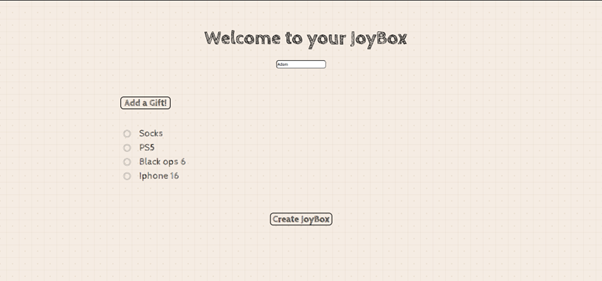 Welcome to your JoyBox
Adam
Add a Gift!
Socks
PS5
Black ops 6
Iphone 16
Create JoyBox